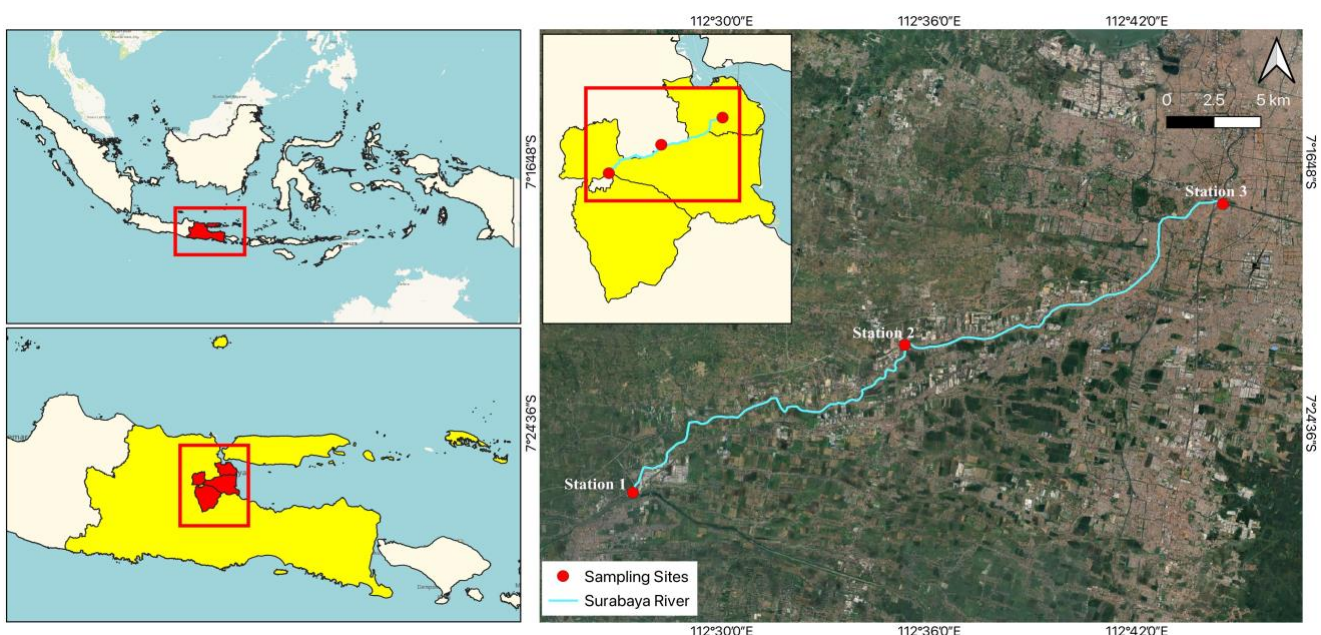 112°30'0"E
112°36'0"E
112°42'0"E
0
2.5
5 km
7°16'48"S
7°16'48"S
Station 3
Station 2
7°24'36"S
7°24'36"S
Station 1
Sampling Sites
Surabaya River
112°30'0"E
112°36'0"E
112°42'0"E